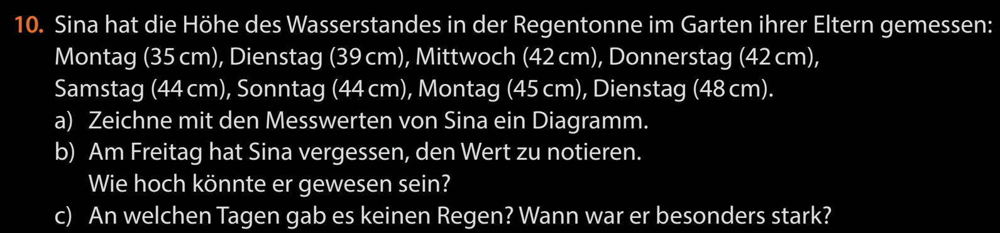 10. Sina hat die Höhe des Wasserstandes in der Regentonne im Garten ihrer Eltern gemessen:
Montag (35 cm), Dienstag (39 cm), Mittwoch (42 cm), Donnerstag (42 cm),
Samstag (44 cm), Sonntag (44 cm), Montag (45 cm), Dienstag (48 cm).
a) Zeichne mit den Messwerten von Sina ein Diagramm.
b) Am Freitag hat Sina vergessen, den Wert zu notieren.
Wie hoch könnte er gewesen sein?
c) An welchen Tagen gab es keinen Regen? Wann war er besonders stark?